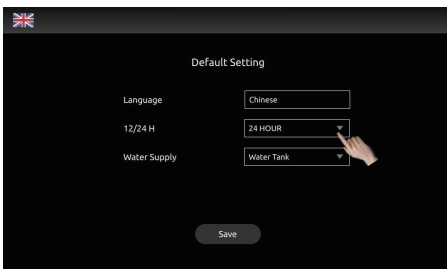 Default Setting
Language Chinese
12/24 H 24 HOUR
Water Supply Water Tank
Save